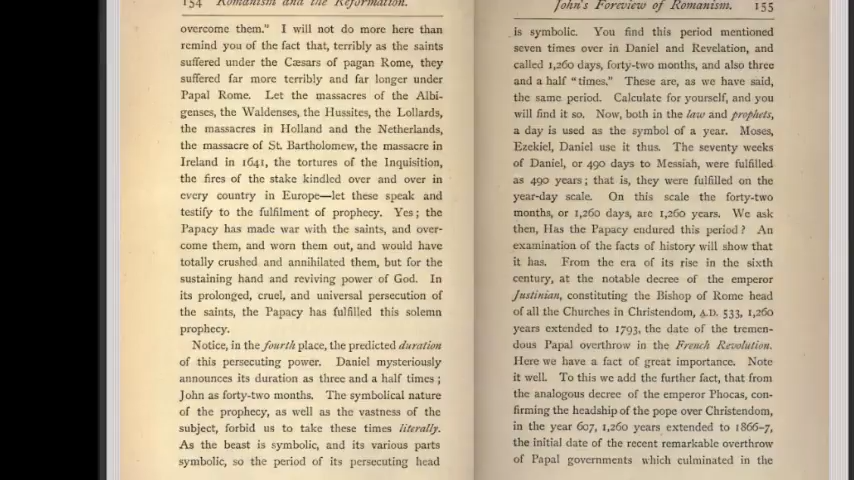 154 Romanism and the Reformation.
overcome them." I will not do more here than
remind you of the fact that, terribly as the saints
suffered under the Cæsars of pagan Rome, they
suffered far more terribly and far longer under
Papal Rome. Let the massacres of the Albi-
genses, the Waldenses, the Hussites, the Lollards,
the massacres in Holland and the Netherlands,
the massacre of St. Bartholomew, the massacre in
Ireland in 1641, the tortures of the Inquisition,
the fires of the stake kindled over and over in
every country in Europe—let these speak and
testify to the fulfilment of prophecy. Yes; the
Papacy has made war with the saints, and over-
come them, and worn them out, and would have
totally crushed and annihilated them, but for the
sustaining hand and reviving power of God. In
its prolonged, cruel, and universal persecution of
the saints, the Papacy has fulfilled this solemn
prophecy.
Notice, in the fourth place, the predicted duration
of this persecuting power. Daniel mysteriously
announces its duration as three and a half times;
John as forty-two months. The symbolical nature
of the prophecy, as well as the vastness of the
subject, forbid us to take these times literally.
As the beast is symbolic, and its various parts
symbolic, so the period of its persecuting head
John's Foreview of Romanism. 155
is symbolic. You find this period mentioned
seven times over in Daniel and Revelation, and
called 1,260 days, forty-two months, and also three
and a half "times." These are, as we have said,
the same period. Calculate for yourself, and you
will find it so. Now, both in the law and prophets,
a day is used as the symbol of a year. Moses,
Ezekiel, Daniel use it thus. The seventy weeks
of Daniel, or 490 days to Messiah, were fulfilled
as 490 years; that is, they were fulfilled on the
year-day scale. On this scale the forty-two
months, or 1,260 days, are 1,260 years. We ask
then, Has the Papacy endured this period? An
examination of the facts of history will show that
it has. From the era of its rise in the sixth
century, at the notable decree of the emperor
Justinian, constituting the Bishop of Rome head
of all the Churches in Christendom, A.D. 533, 1,260
years extended to 1793, the date of the tremen-
dous Papal overthrow in the French Revolution.
Here we have a fact of great importance. Note
it well. To this we add the further fact, that from
the analogous decree of the emperor Phocas, con-
firming the headship of the pope over Christendom,
in the year 607, 1,260 years extended to 1866-7,
the initial date of the recent remarkable overthrow
of Papal governments which culminated in the